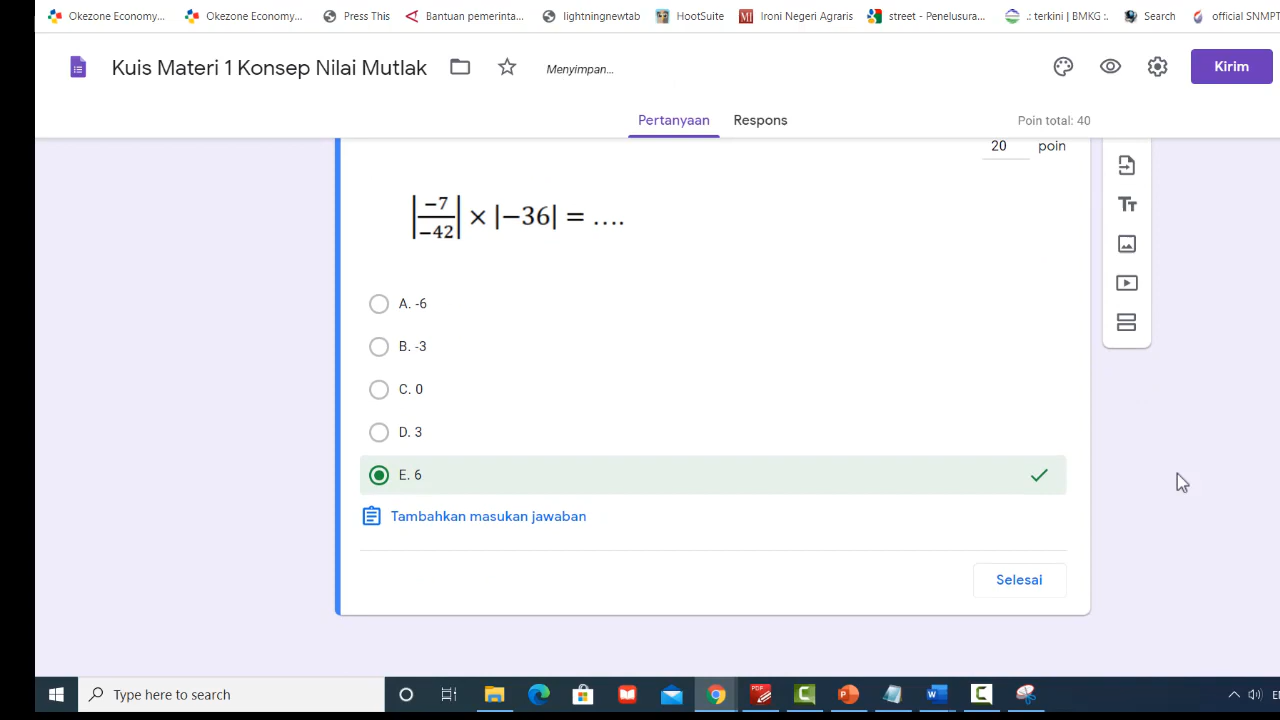 Okezone Economy... Okezone Economy... Press This Bantuan pemerinta... lightningnewtab HootSuite Ironi Negeri Agraris street - Penelusura... .: terkini | BMKG :. Search official SNMPT
Kuis Materi 1 Konsep Nilai Mutlak Menyimpan... Kirim
Pertanyaan Respons Poin total: 40
20 poin
|−7/−42| × |−36| = ....
A. -6
B. -3
C. 0
D. 3
E. 6
Tambahkan masukan jawaban
Selesai
Type here to search